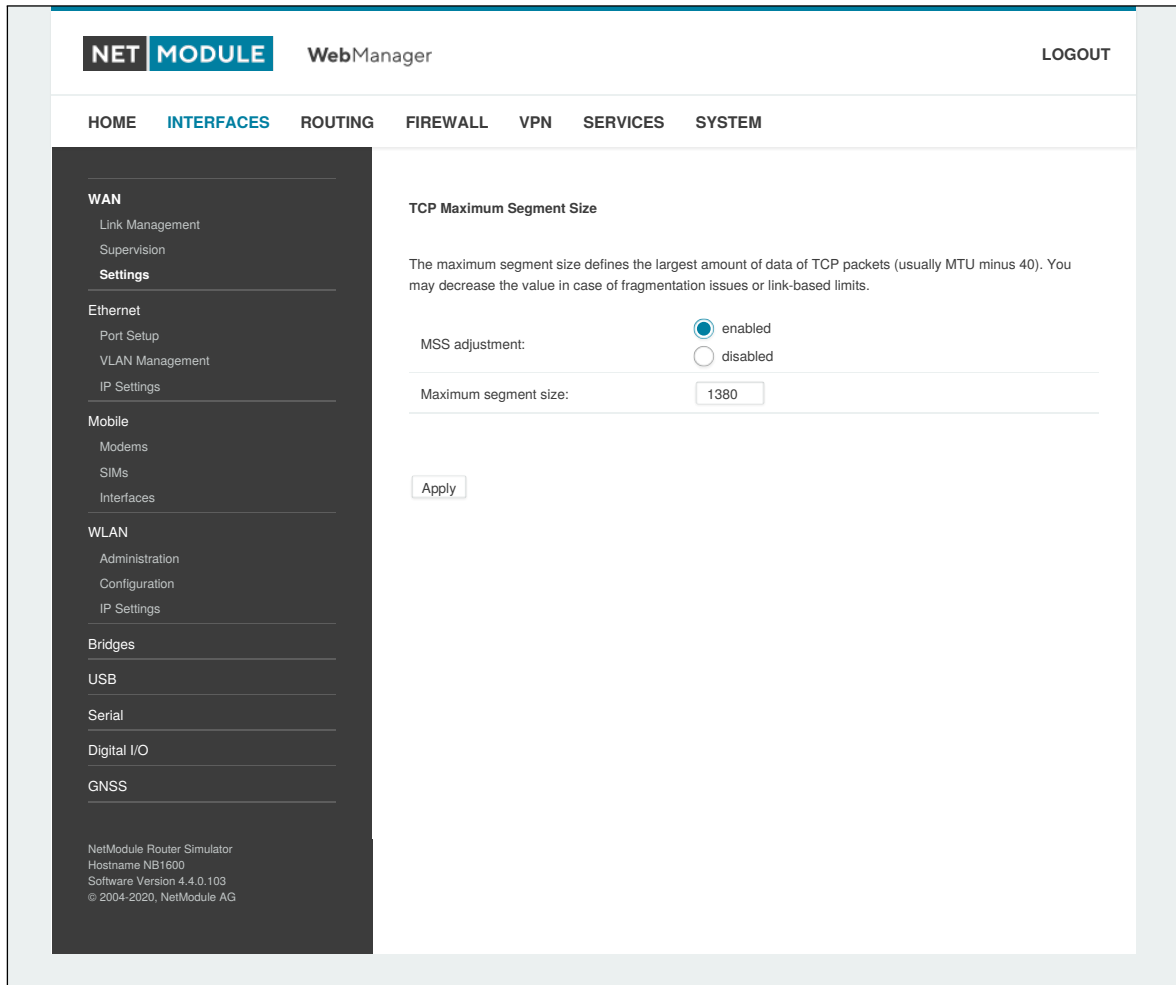 NET MODULE WebManager LOGOUT
HOME INTERFACES ROUTING FIREWALL VPN SERVICES SYSTEM
WAN
Link Management
Supervision
Settings
Ethernet
Port Setup
VLAN Management
IP Settings
Mobile
Modems
SIMs
Interfaces
WLAN
Administration
Configuration
IP Settings
Bridges
USB
Serial
Digital I/O
GNSS
NetModule Router Simulator
Hostname NB1600
Software Version 4.4.0.103
© 2004-2020, NetModule AG
TCP Maximum Segment Size
The maximum segment size defines the largest amount of data of TCP packets (usually MTU minus 40). You
may decrease the value in case of fragmentation issues or link-based limits.
MSS adjustment:
enabled
disabled
Maximum segment size: 1380
Apply